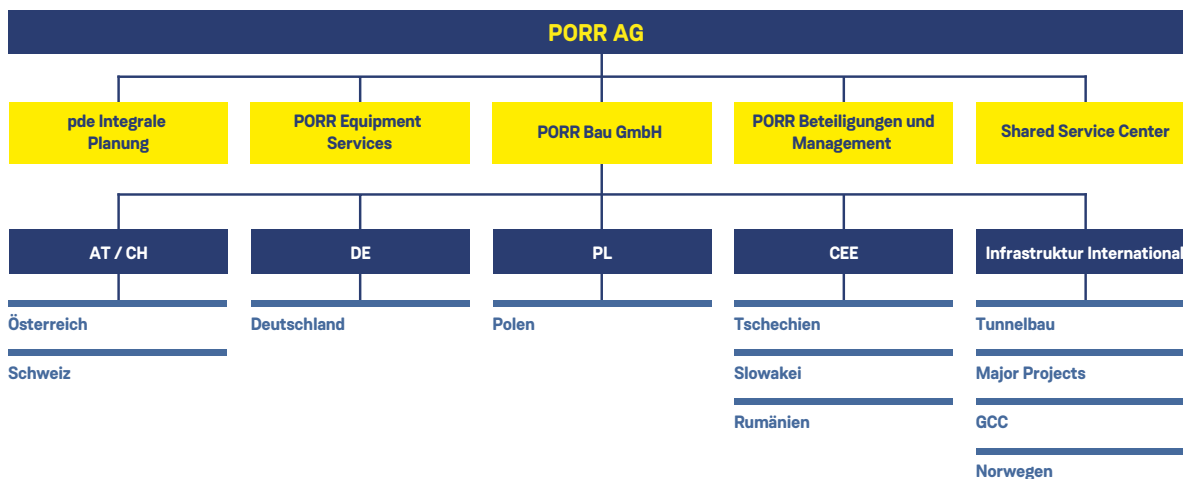 PORR AG
pde Integrale
Planung
PORR Equipment
Services
PORR Bau GmbH
PORR Beteiligungen und
Management
Shared Service Center
AT / CH
DE
PL
CEE
Infrastruktur International
Österreich
Schweiz
Deutschland
Polen
Tschechien
Slowakei
Rumänien
Tunnelbau
Major Projects
GCC
Norwegen